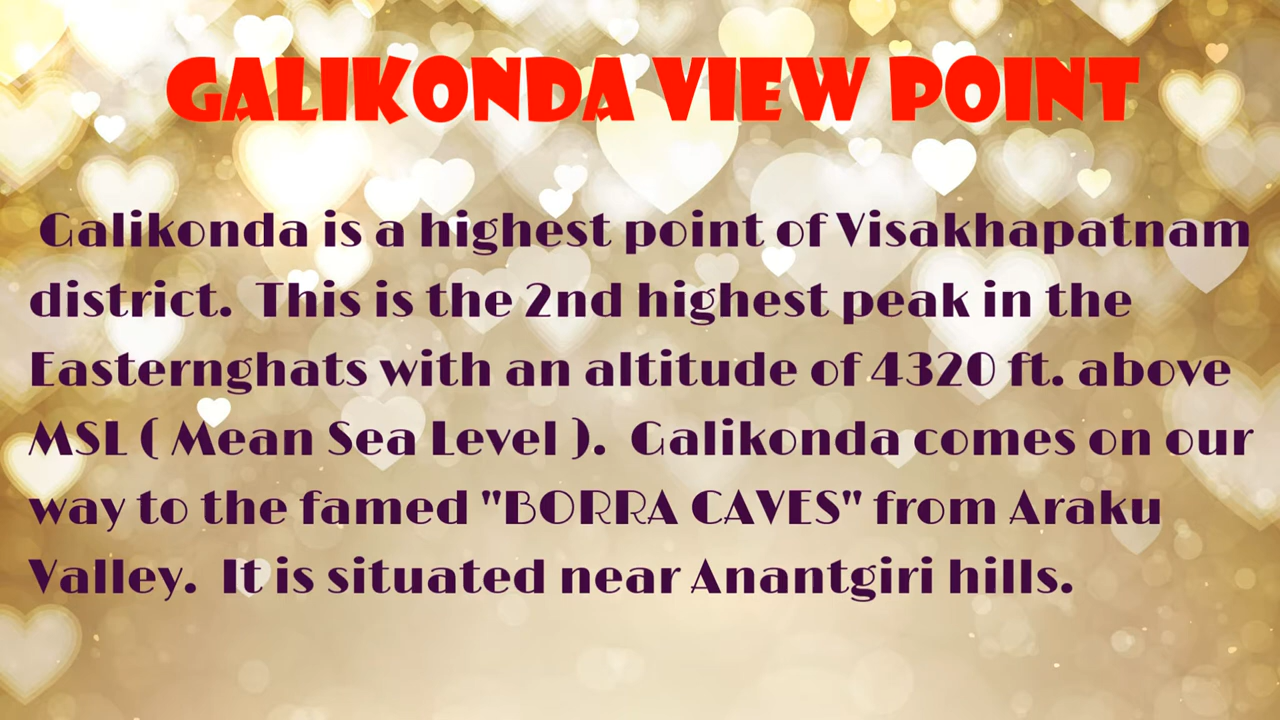 GALIKONDA VIEW POINT
Galikonda is a highest point of Visakhapatnam
district. This is the 2nd highest peak in the
Easternghats with an altitude of 4320 ft. above
MSL ( Mean Sea Level ). Galikonda comes on our
way to the famed "BORRA CAVES" from Araku
Valley. It is situated near Anantgiri hills.